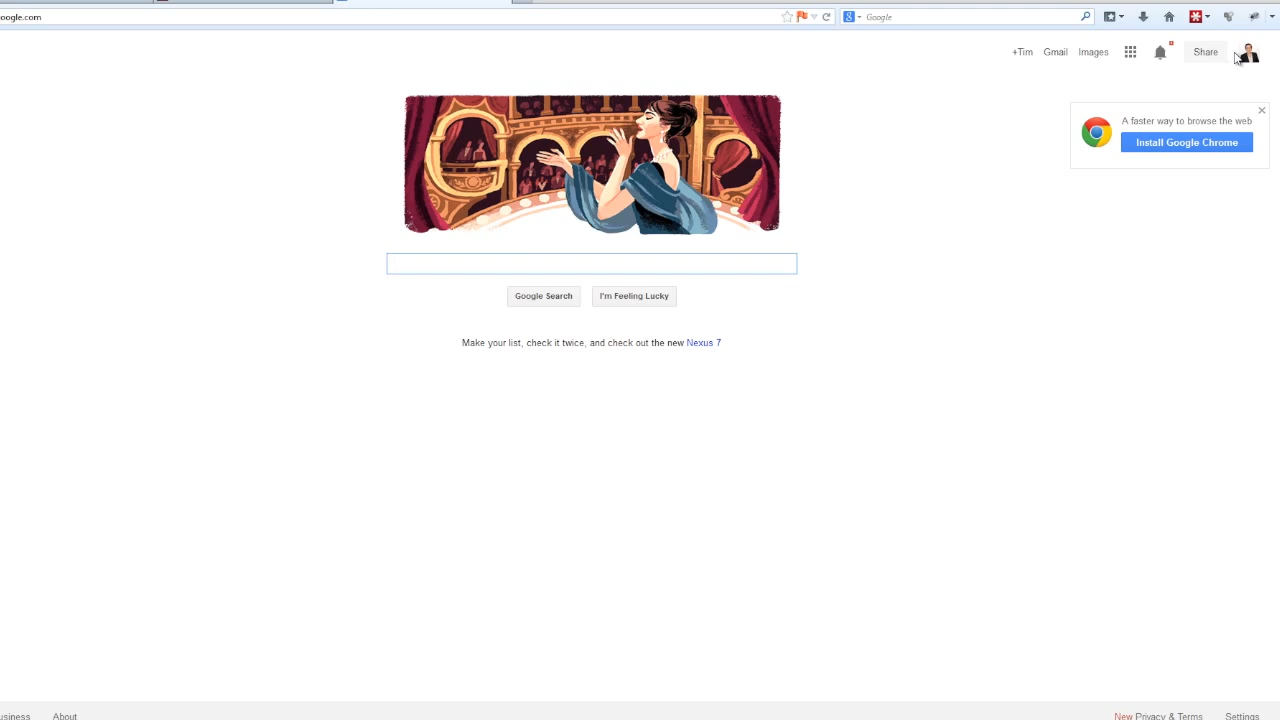 oogle.com
Google
+Tim Gmail Images Share
A faster way to browse the web
Install Google Chrome
G
Google Search I'm Feeling Lucky
Make your list, check it twice, and check out the new Nexus 7
usiness About New Privacy & Terms Settings